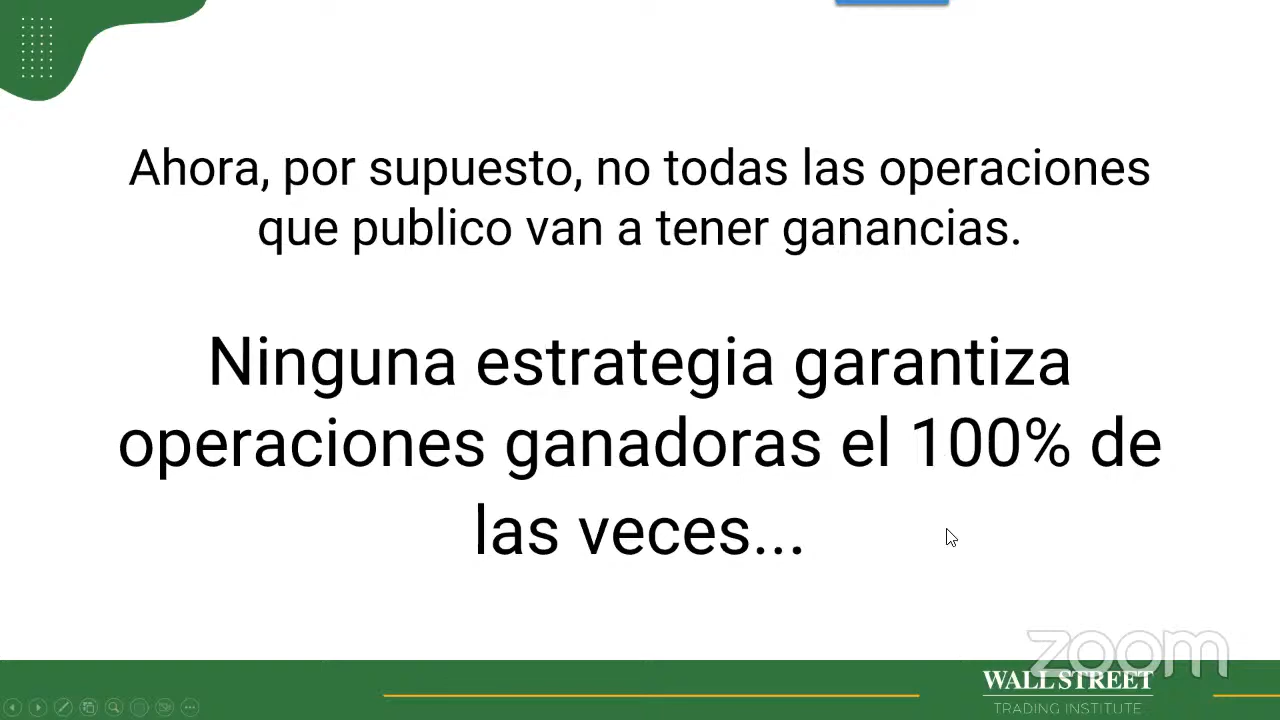 Ahora, por supuesto, no todas las operaciones
que publico van a tener ganancias.
Ninguna estrategia garantiza
operaciones ganadoras el 100% de
las veces...
zoom
WALL STREET
TRADING INSTITUTE